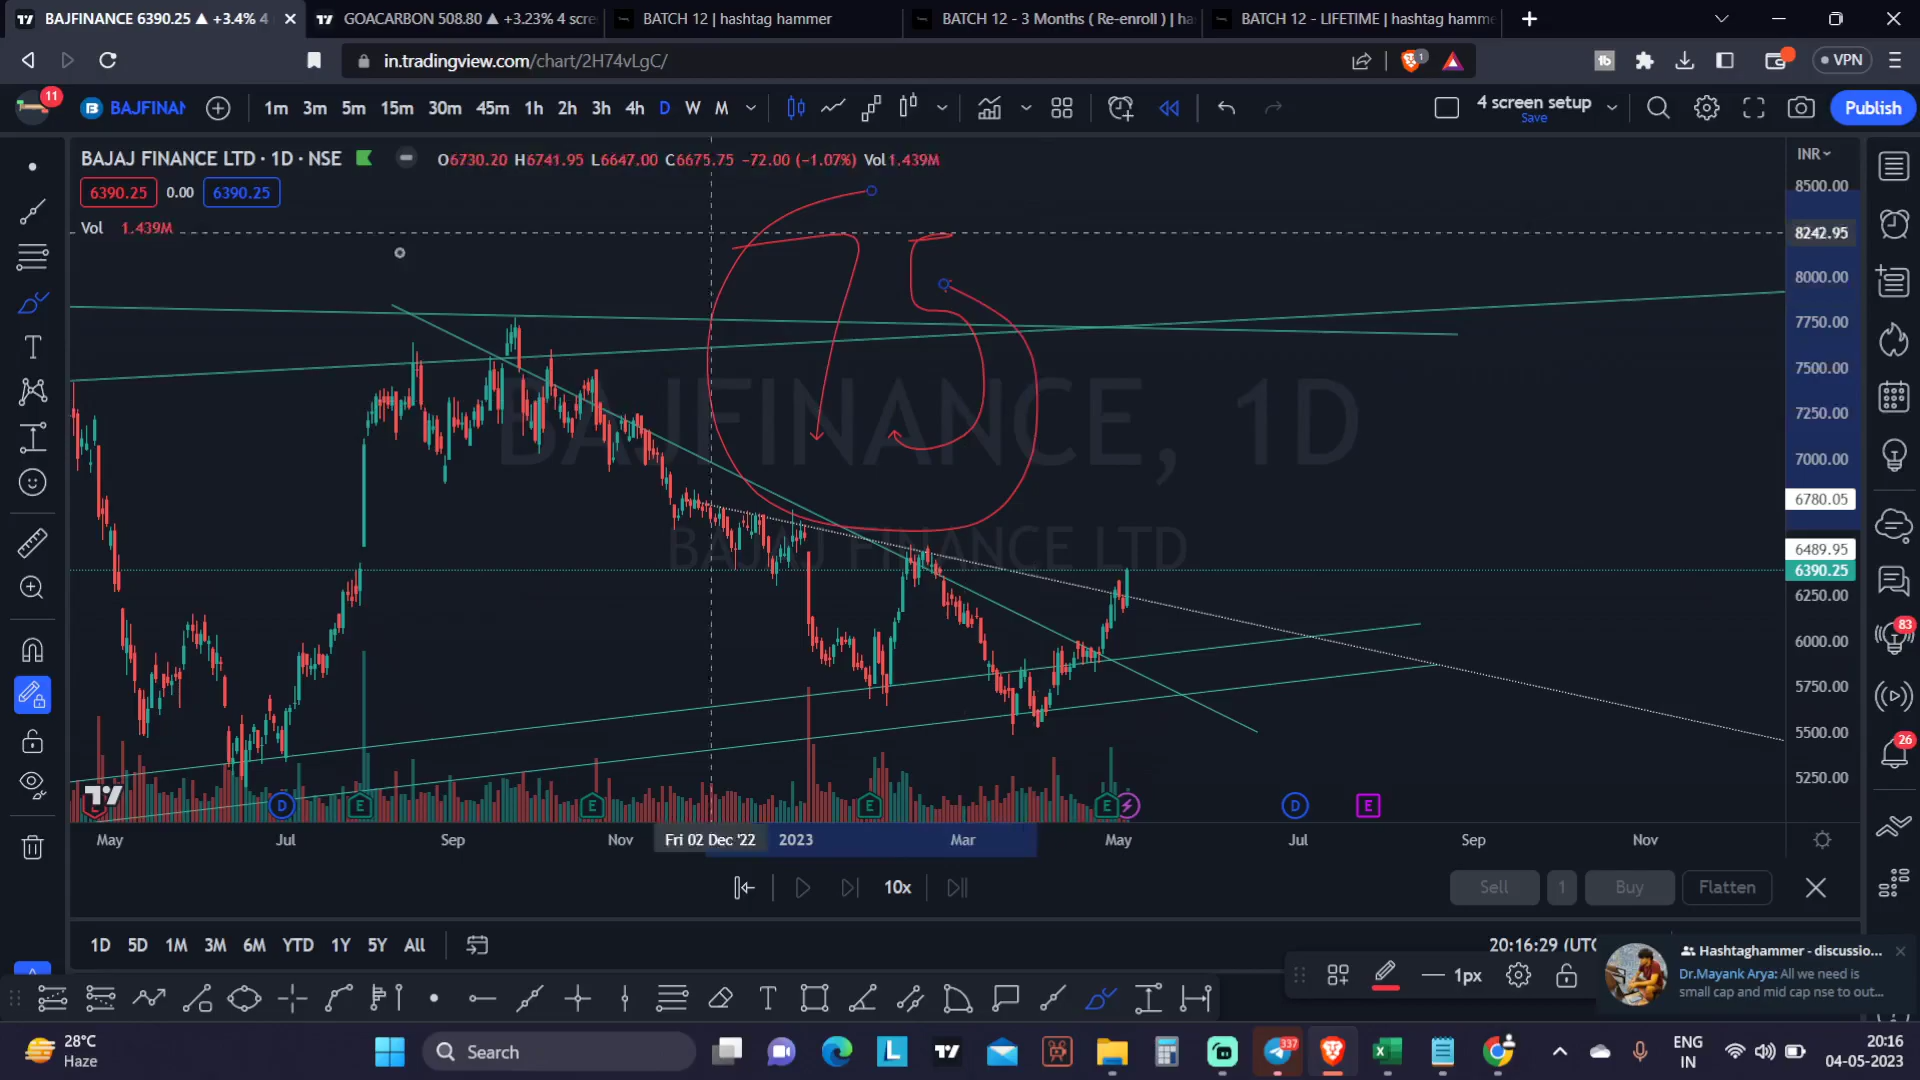 BAJFINANCE 6390.25 ▲ +3.4% 4
GOACARBON 508.80 ▲ +3.23% 4 scre
BATCH 12 | hashtag hammer
BATCH 12 - 3 Months ( Re-enroll ) | ha
BATCH 12 - LIFETIME | hashtag hamme
in.tradingview.com/chart/2H74vLgC/
1
VPN
11
BAJFINAN
1m 3m 5m 15m 30m 45m 1h 2h 3h 4h D W M
4 screen setup
Save
Publish
BAJAJ FINANCE LTD · 1D · NSE
O6730.20 H6741.95 L6647.00 C6675.75 −72.00 (−1.07%) Vol1.439M
INR
6390.25 0.00 6390.25
Vol 1.439M
8500.00
8242.95
8000.00
7750.00
7500.00
7250.00
7000.00
6780.05
6489.95
6390.25
6250.00
6000.00
5750.00
5500.00
5250.00
15
BAJFINANCE, 1D
BAJAJ FINANCE LTD
83
26
D E E E E D E
May Jul Sep Nov Fri 02 Dec '22 2023 Mar May Jul Sep Nov
10x
Sell 1 Buy Flatten
1D 5D 1M 3M 6M YTD 1Y 5Y All
20:16:29 (UTC
1px
Hashtaghammer - discussio...
Dr.Mayank Arya: All we need is
small cap and mid cap nse to out...
28°C
Haze
Search
337
ENG
IN
20:16
04-05-2023